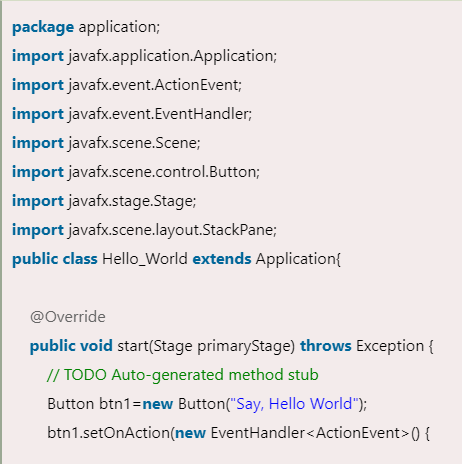 package application;
import javafx.application.Application;
import javafx.event.ActionEvent;
import javafx.event.EventHandler;
import javafx.scene.Scene;
import javafx.scene.control.Button;
import javafx.stage.Stage;
import javafx.scene.layout.StackPane;
public class Hello_World extends Application{
@Override
public void start(Stage primaryStage) throws Exception {
// TODO Auto-generated method stub
Button btn1=new Button("Say, Hello World");
btn1.setOnAction(new EventHandler<ActionEvent>() {